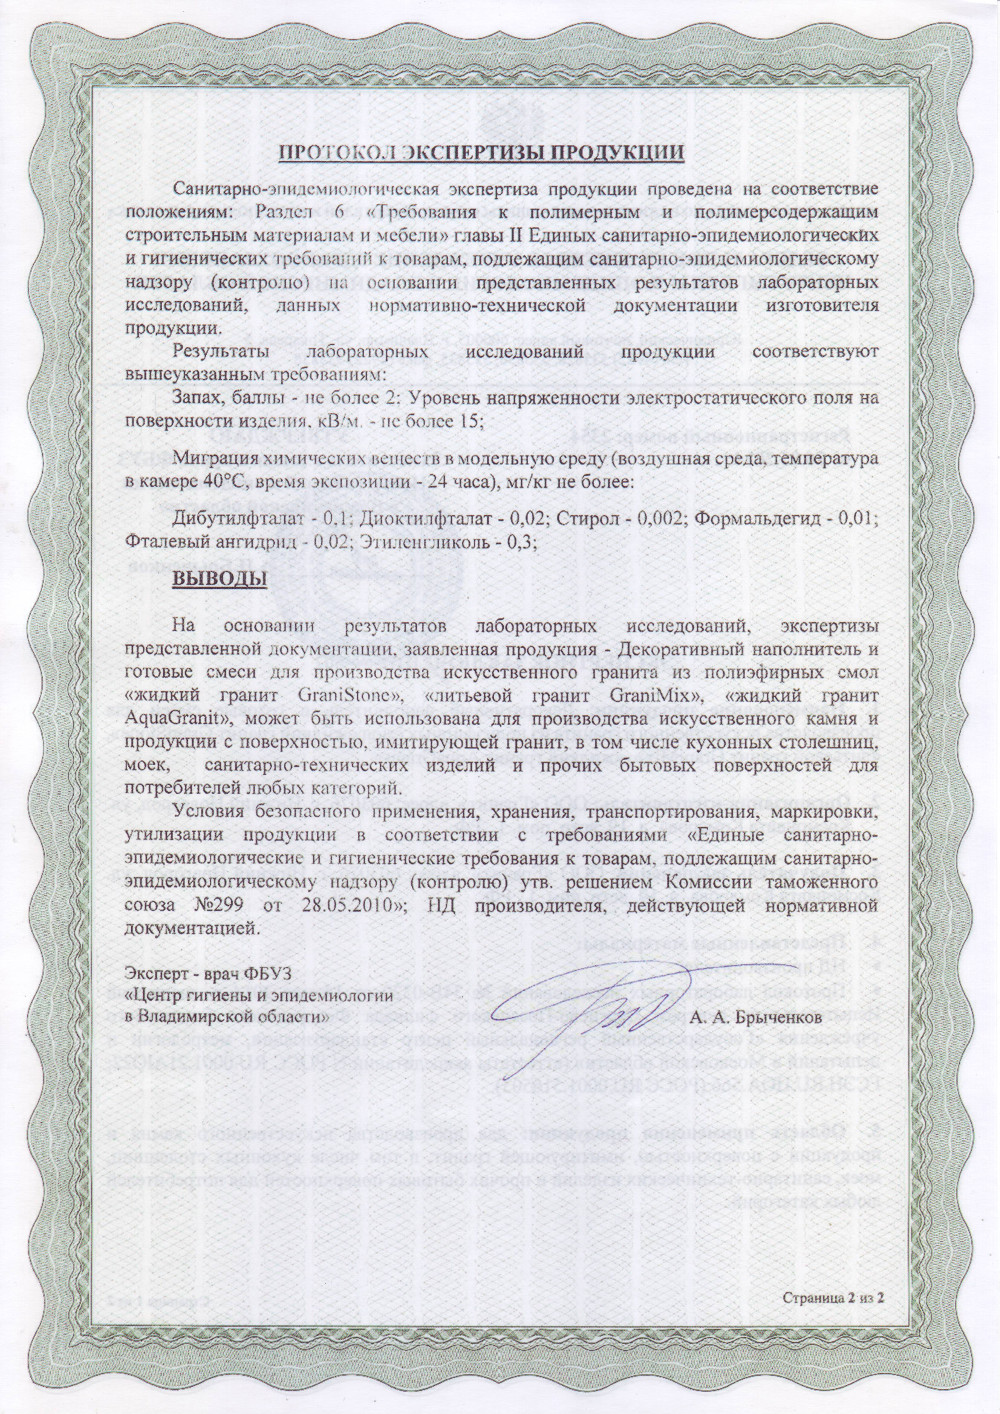 ПРОТОКОЛ ЭКСПЕРТИЗЫ ПРОДУКЦИИ
Санитарно-эпидемиологическая экспертиза продукции проведена на соответствие
положениям: Раздел 6 «Требования к полимерным и полимерсодержащим
строительным материалам и мебели» главы II Единых санитарно-эпидемиологических
и гигиенических требований к товарам, подлежащим санитарно-эпидемиологическому
надзору (контролю) на основании представленных результатов лабораторных
исследований, данных нормативно-технической документации изготовителя
продукции.
Результаты лабораторных исследований продукции соответствуют
вышеуказанным требованиям:
Запах, баллы - не более 2; Уровень напряженности электростатического поля на
поверхности изделия, кВ/м. - не более 15;
Миграция химических веществ в модельную среду (воздушная среда, температура
в камере 40°С, время экспозиции - 24 часа), мг/кг не более:
Дибутилфталат - 0,1; Диоктилфталат - 0,02; Стирол - 0,002; Формальдегид - 0,01;
Фталевый ангидрид - 0,02; Этиленгликоль - 0,3;
ВЫВОДЫ
На основании результатов лабораторных исследований, экспертизы
представленной документации, заявленная продукция - Декоративный наполнитель и
готовые смеси для производства искусственного гранита из полиэфирных смол
«жидкий гранит GraniStone», «литьевой гранит GraniMix», «жидкий гранит
AquaGranit», может быть использована для производства искусственного камня и
продукции с поверхностью, имитирующей гранит, в том числе кухонных столешниц,
моек, санитарно-технических изделий и прочих бытовых поверхностей для
потребителей любых категорий.
Условия безопасного применения, хранения, транспортирования, маркировки,
утилизации продукции в соответствии с требованиями «Единые санитарно-
эпидемиологические и гигиенические требования к товарам, подлежащим санитарно-
эпидемиологическому надзору (контролю) утв. решением Комиссии таможенного
союза №299 от 28.05.2010»; НД производителя, действующей нормативной
документацией.
Эксперт - врач ФБУЗ
«Центр гигиены и эпидемиологии
в Владимирской области»
А. А. Брыченков
Страница 2 из 2